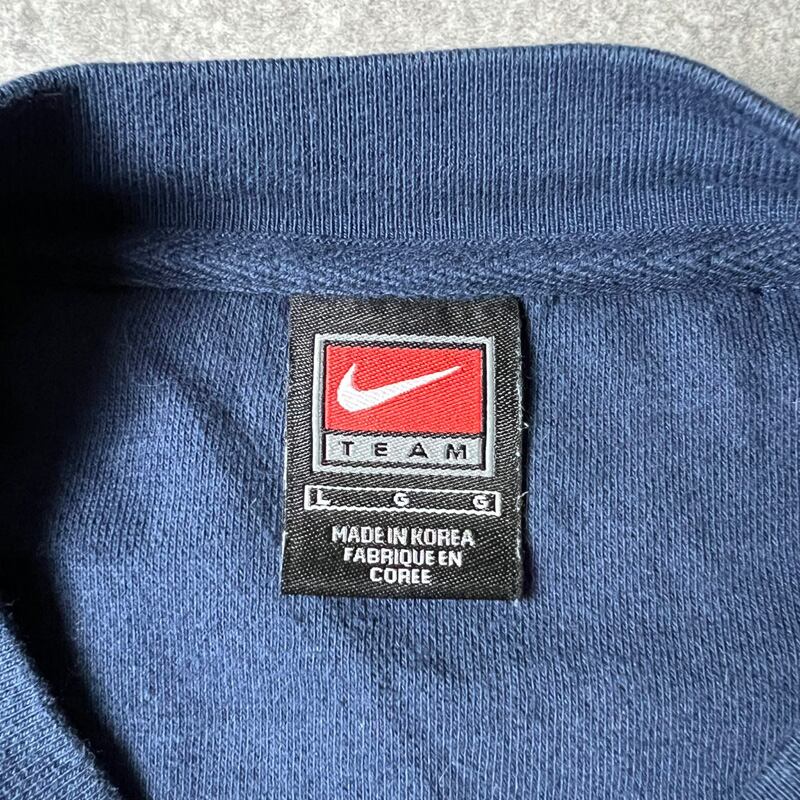 TEAM
L G G
MADE IN KOREA
FABRIQUE EN
COREE